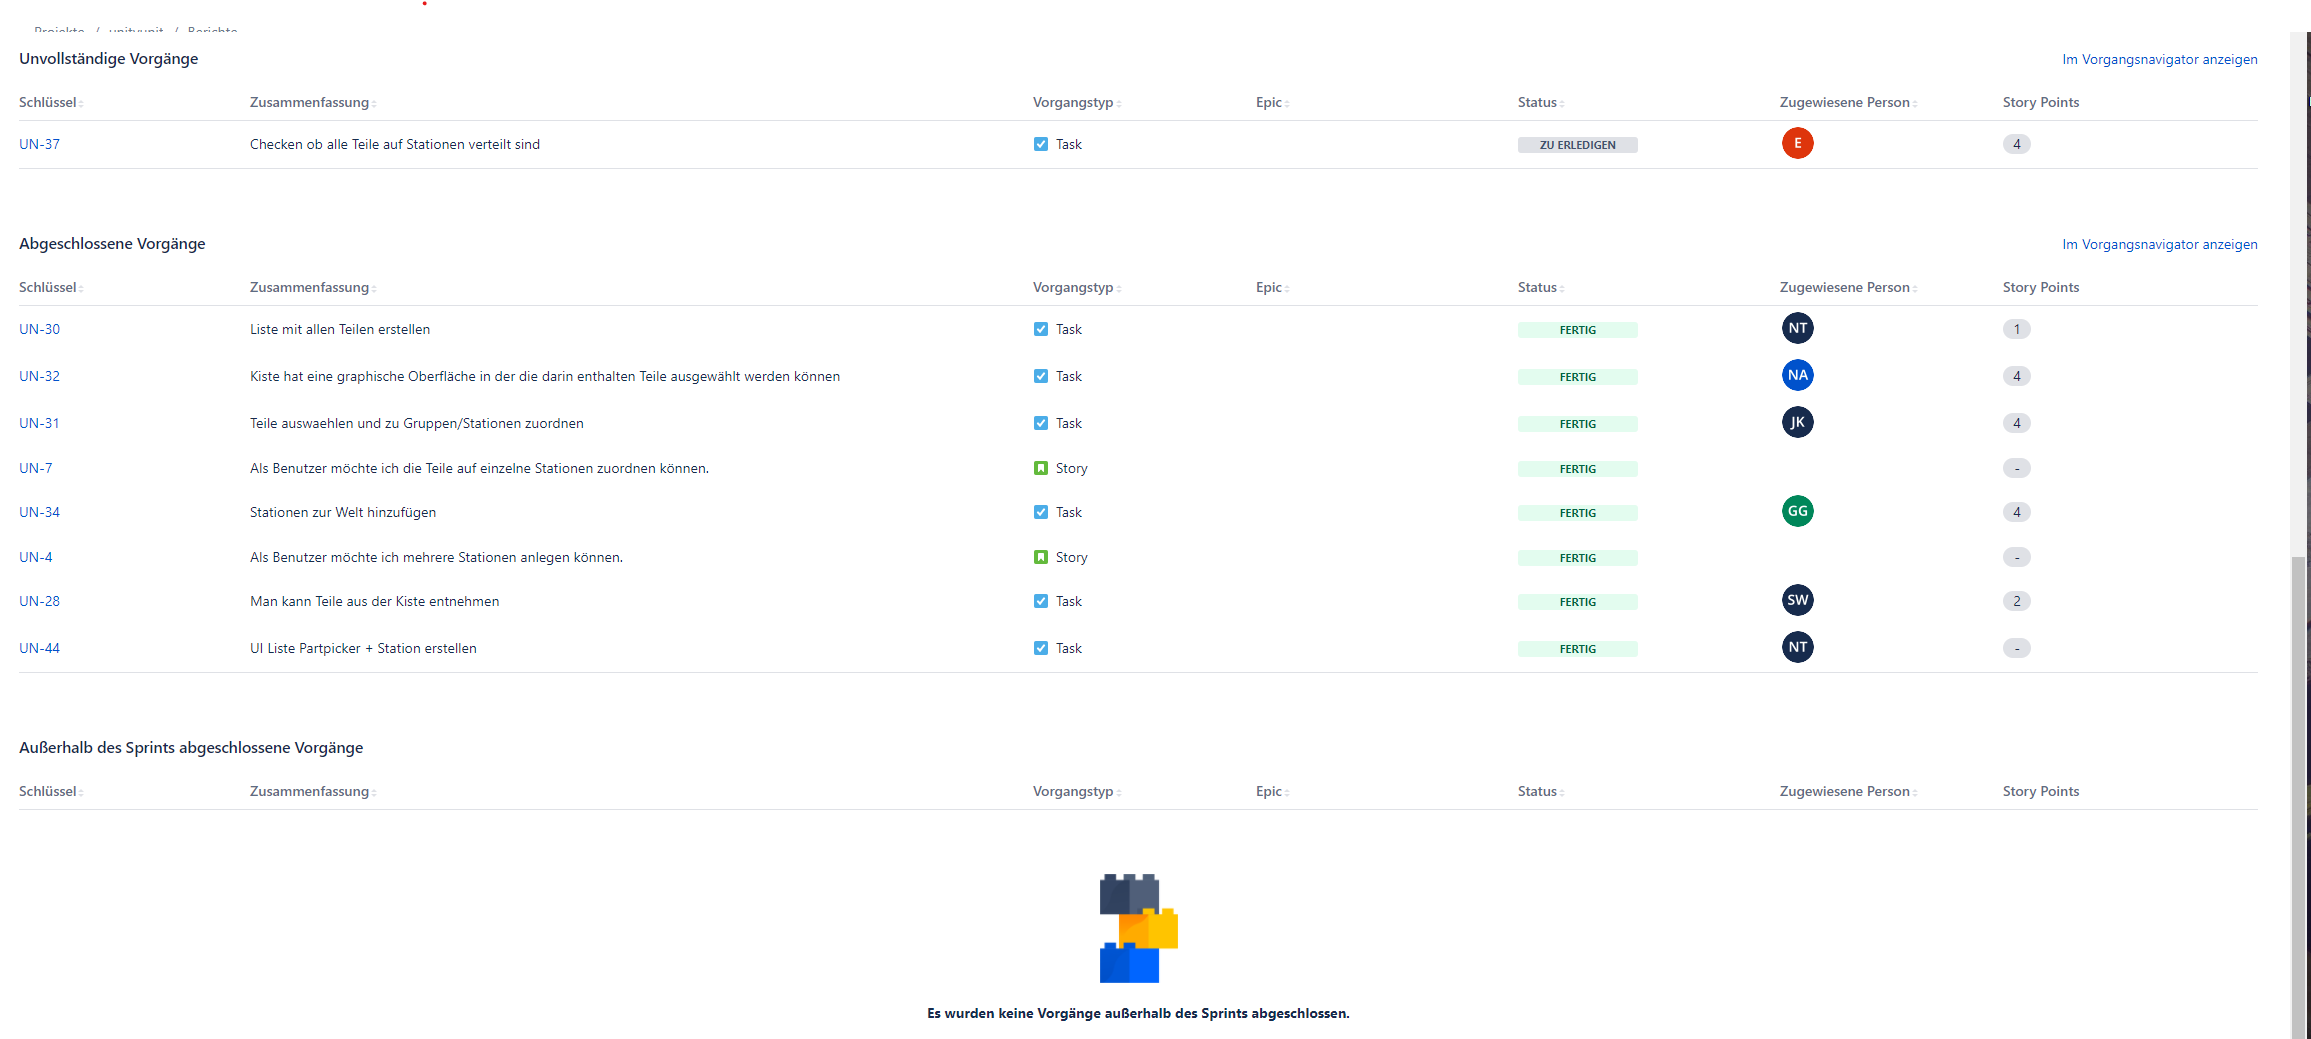 Projekte / unityunit / Berichte
Unvollständige Vorgänge Im Vorgangsnavigator anzeigen
Schlüssel Zusammenfassung Vorgangstyp Epic Status Zugewiesene Person Story Points
UN-37 Checken ob alle Teile auf Stationen verteilt sind Task ZU ERLEDIGEN E 4
Abgeschlossene Vorgänge Im Vorgangsnavigator anzeigen
Schlüssel Zusammenfassung Vorgangstyp Epic Status Zugewiesene Person Story Points
UN-30 Liste mit allen Teilen erstellen Task FERTIG NT 1
UN-32 Kiste hat eine graphische Oberfläche in der die darin enthalten Teile ausgewählt werden können Task FERTIG NA 4
UN-31 Teile auswaehlen und zu Gruppen/Stationen zuordnen Task FERTIG JK 4
UN-7 Als Benutzer möchte ich die Teile auf einzelne Stationen zuordnen können. Story FERTIG -
UN-34 Stationen zur Welt hinzufügen Task FERTIG GG 4
UN-4 Als Benutzer möchte ich mehrere Stationen anlegen können. Story FERTIG -
UN-28 Man kann Teile aus der Kiste entnehmen Task FERTIG SW 2
UN-44 UI Liste Partpicker + Station erstellen Task FERTIG NT -
Außerhalb des Sprints abgeschlossene Vorgänge
Schlüssel Zusammenfassung Vorgangstyp Epic Status Zugewiesene Person Story Points
Es wurden keine Vorgänge außerhalb des Sprints abgeschlossen.